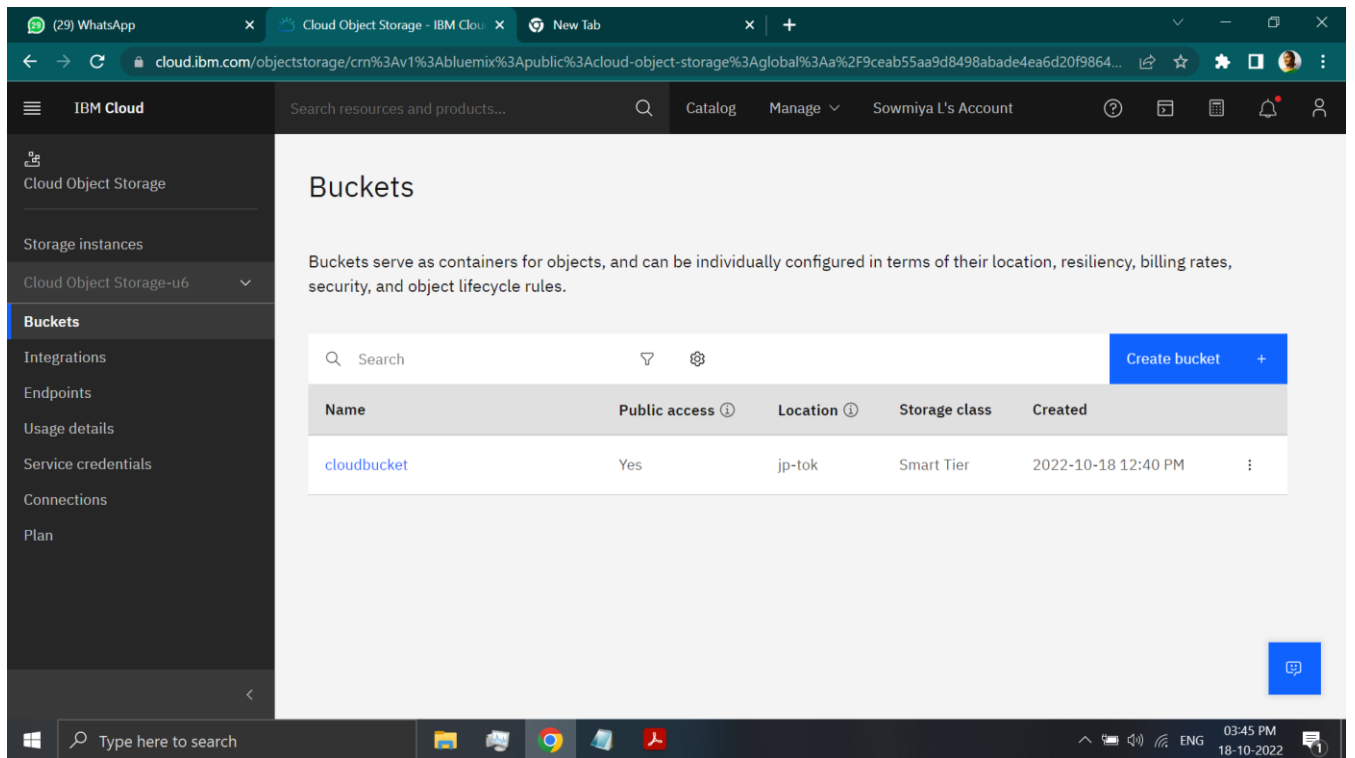 29
(29) WhatsApp
Cloud Object Storage - IBM Clou
New Tab
cloud.ibm.com/objectstorage/crn%3Av1%3Abluemix%3Apublic%3Acloud-object-storage%3Aglobal%3Aa%2F9ceab55aa9d8498abade4ea6d20f9864...
IBM Cloud
Search resources and products...
Catalog
Manage
Sowmiya L's Account
Cloud Object Storage
Storage instances
Cloud Object Storage-u6
Buckets
Integrations
Endpoints
Usage details
Service credentials
Connections
Plan
Buckets
Buckets serve as containers for objects, and can be individually configured in terms of their location, resiliency, billing rates,
security, and object lifecycle rules.
Search
Create bucket +
Name Public access Location Storage class Created
cloudbucket Yes jp-tok Smart Tier 2022-10-18 12:40 PM
Type here to search
ENG
03:45 PM
18-10-2022
1